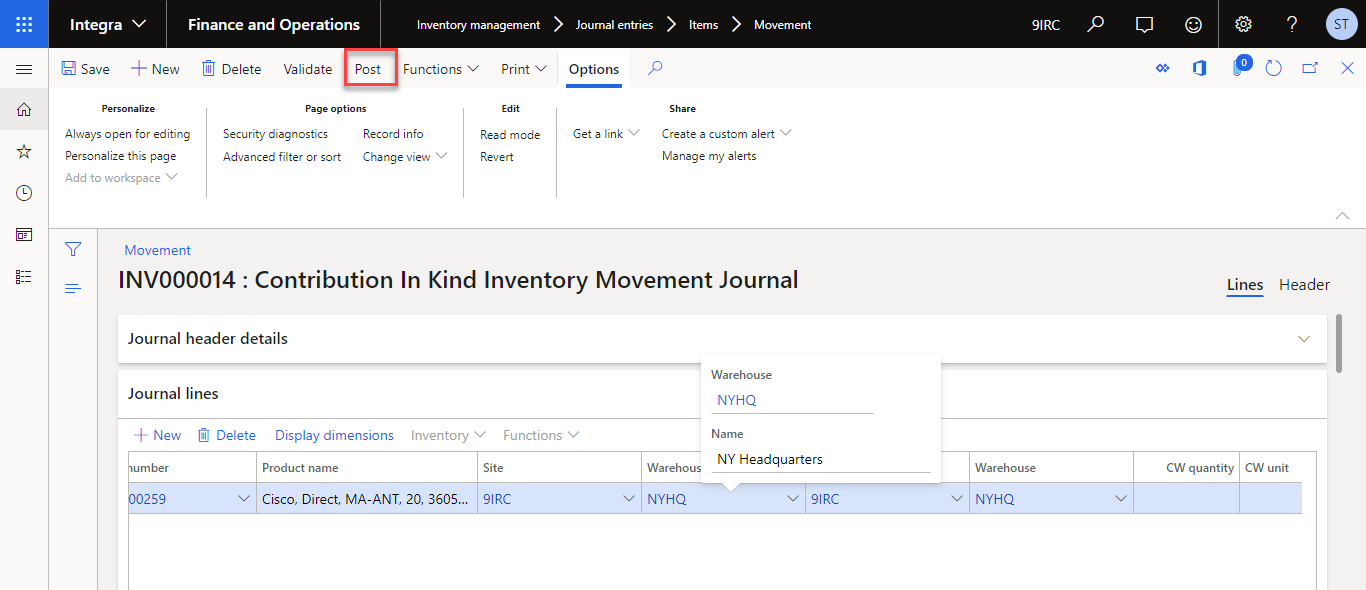 Integra Finance and Operations Inventory management Journal entries Items Movement 9IRC ? ST
Save New Delete Validate Post Functions Print Options 0
Personalize Page options Edit Share
Always open for editing Security diagnostics Record info Read mode Get a link Create a custom alert
Personalize this page Advanced filter or sort Change view Revert Manage my alerts
Add to workspace
Movement
INV000014 : Contribution In Kind Inventory Movement Journal
Lines Header
Journal header details
Warehouse
Journal lines
NYHQ
New Delete Display dimensions Inventory Functions
Name
NY Headquarters
number Product name Site Warehous Warehouse CW quantity CW unit
00259 Cisco, Direct, MA-ANT, 20, 3605... 9IRC NYHQ 9IRC NYHQ